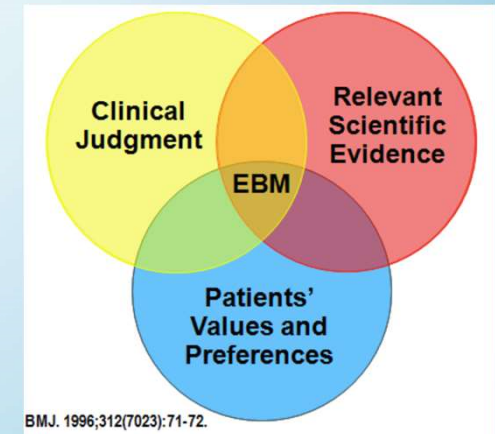 Clinical
Judgment
Relevant
Scientific
Evidence
EBM
Patients'
Values and
Preferences
BMJ. 1996;312(7023):71-72.